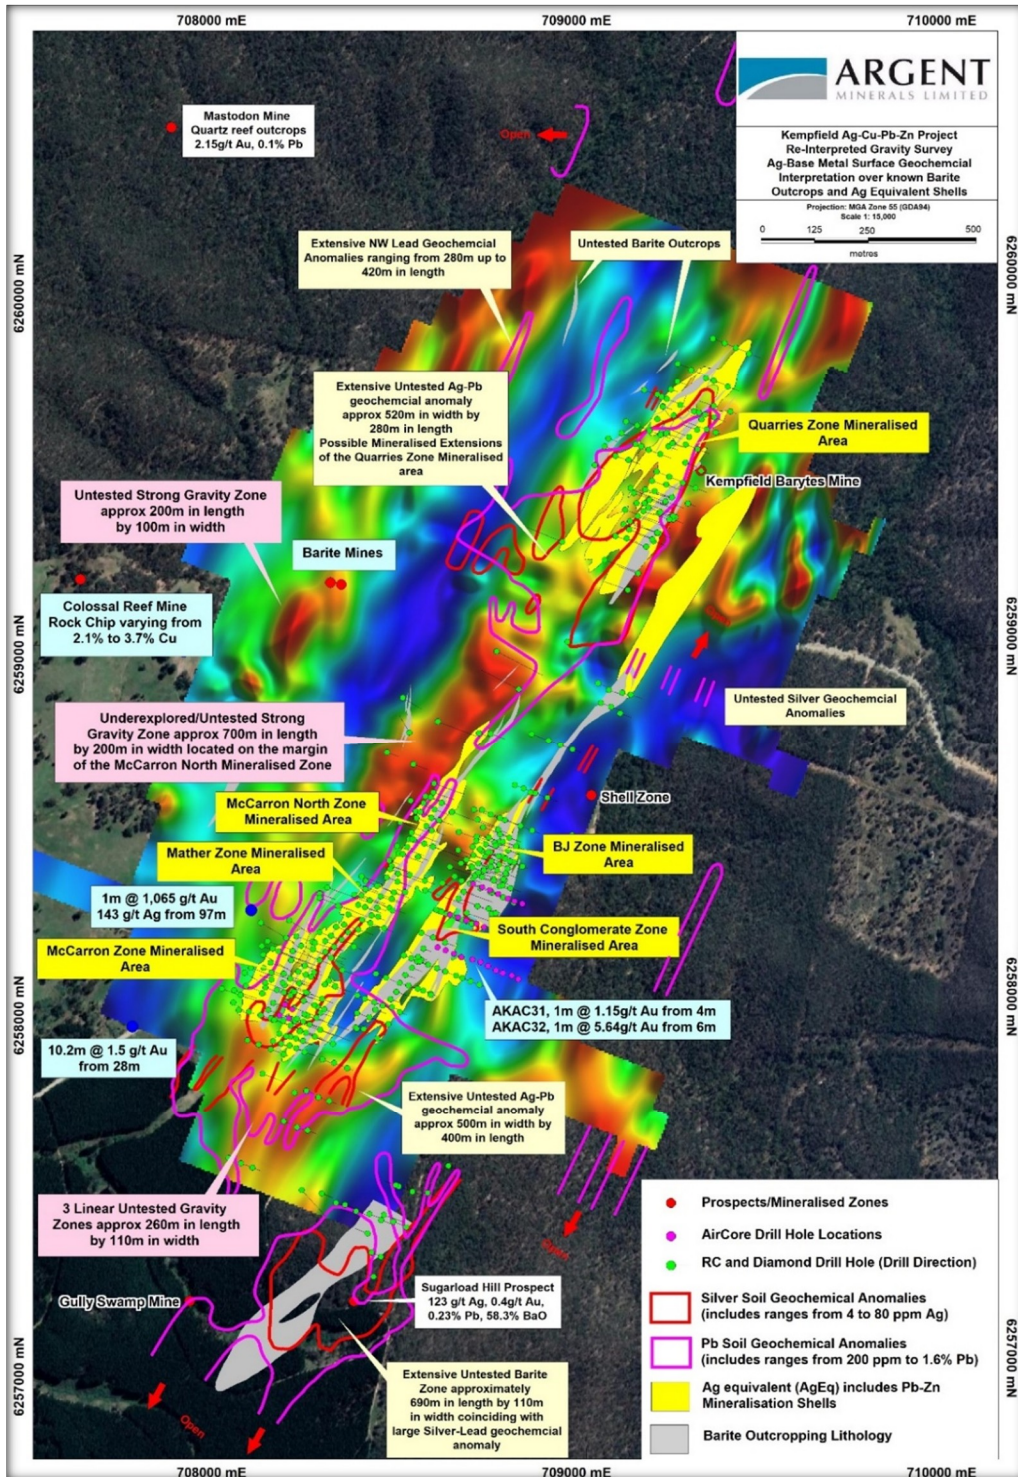 708000 mE
709000 mE
710000 mE
ARGENT
MINERALS LIMITED
Kempfield Ag-Cu-Pb-Zn Project
Re-Interpreted Gravity Survey
Ag-Base Metal Surface Geochemcial
Interpretation over known Barite
Outcrops and Ag Equivalent Shells
Projection: MGA Zone 55 (GDA94)
Scale 1: 15,000
0 125 250 500
metres
Mastodon Mine
Quartz reef outcrops
2.15g/t Au, 0.1% Pb
Open
Extensive NW Lead Geochemcial
Anomalies ranging from 280m up to
420m in length
Untested Barite Outcrops
6260000 mN
6260000 mN
Extensive Untested Ag-Pb
geochemcial anomaly
approx 520m in width by
280m in length
Possible Mineralised Extensions
of the Quarries Zone Mineralised
area
Quarries Zone Mineralised
Area
Kempfield Barytes Mine
Untested Strong Gravity Zone
approx 200m in length
by 100m in width
Barite Mines
Colossal Reef Mine
Rock Chip varying from
2.1% to 3.7% Cu
6259000 mN
6259000 mN
Open
Untested Silver Geochemcial
Anomalies
Underexplored/Untested Strong
Gravity Zone approx 700m in length
by 200m in width located on the margin
of the McCarron North Mineralised Zone
Shell Zone
McCarron North Zone
Mineralised Area
Mather Zone Mineralised
Area
BJ Zone Mineralised
Area
1m @ 1,065 g/t Au
143 g/t Ag from 97m
South Conglomerate Zone
Mineralised Area
McCarron Zone Mineralised
Area
6258000 mN
6258000 mN
AKAC31, 1m @ 1.15g/t Au from 4m
AKAC32, 1m @ 5.64g/t Au from 6m
10.2m @ 1.5 g/t Au
from 28m
Extensive Untested Ag-Pb
geochemcial anomaly
approx 500m in width by
400m in length
3 Linear Untested Gravity
Zones approx 260m in length
by 110m in width
Open
Gully Swamp Mine
Sugarload Hill Prospect
123 g/t Ag, 0.4g/t Au,
0.23% Pb, 58.3% BaO
Extensive Untested Barite
Zone approximately
690m in length by 110m
in width coinciding with
large Silver-Lead geochemcial
anomaly
Open
6257000 mN
6257000 mN
Prospects/Mineralised Zones
AirCore Drill Hole Locations
RC and Diamond Drill Hole (Drill Direction)
Silver Soil Geochemcial Anomalies
(includes ranges from 4 to 80 ppm Ag)
Pb Soil Geochemical Anomalies
(includes ranges from 200 ppm to 1.6% Pb)
Ag equivalent (AgEq) includes Pb-Zn
Mineralisation Shells
Barite Outcropping Lithology
708000 mE
709000 mE
710000 mE